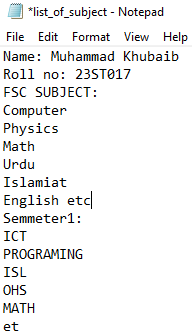 *list_of_subject - Notepad
File Edit Format View Help
Name: Muhammad Khubaib
Roll no: 23ST017
FSC SUBJECT:
Computer
Physics
Math
Urdu
Islamiat
English etc
Semmeter1:
ICT
PROGRAMING
ISL
OHS
MATH
et